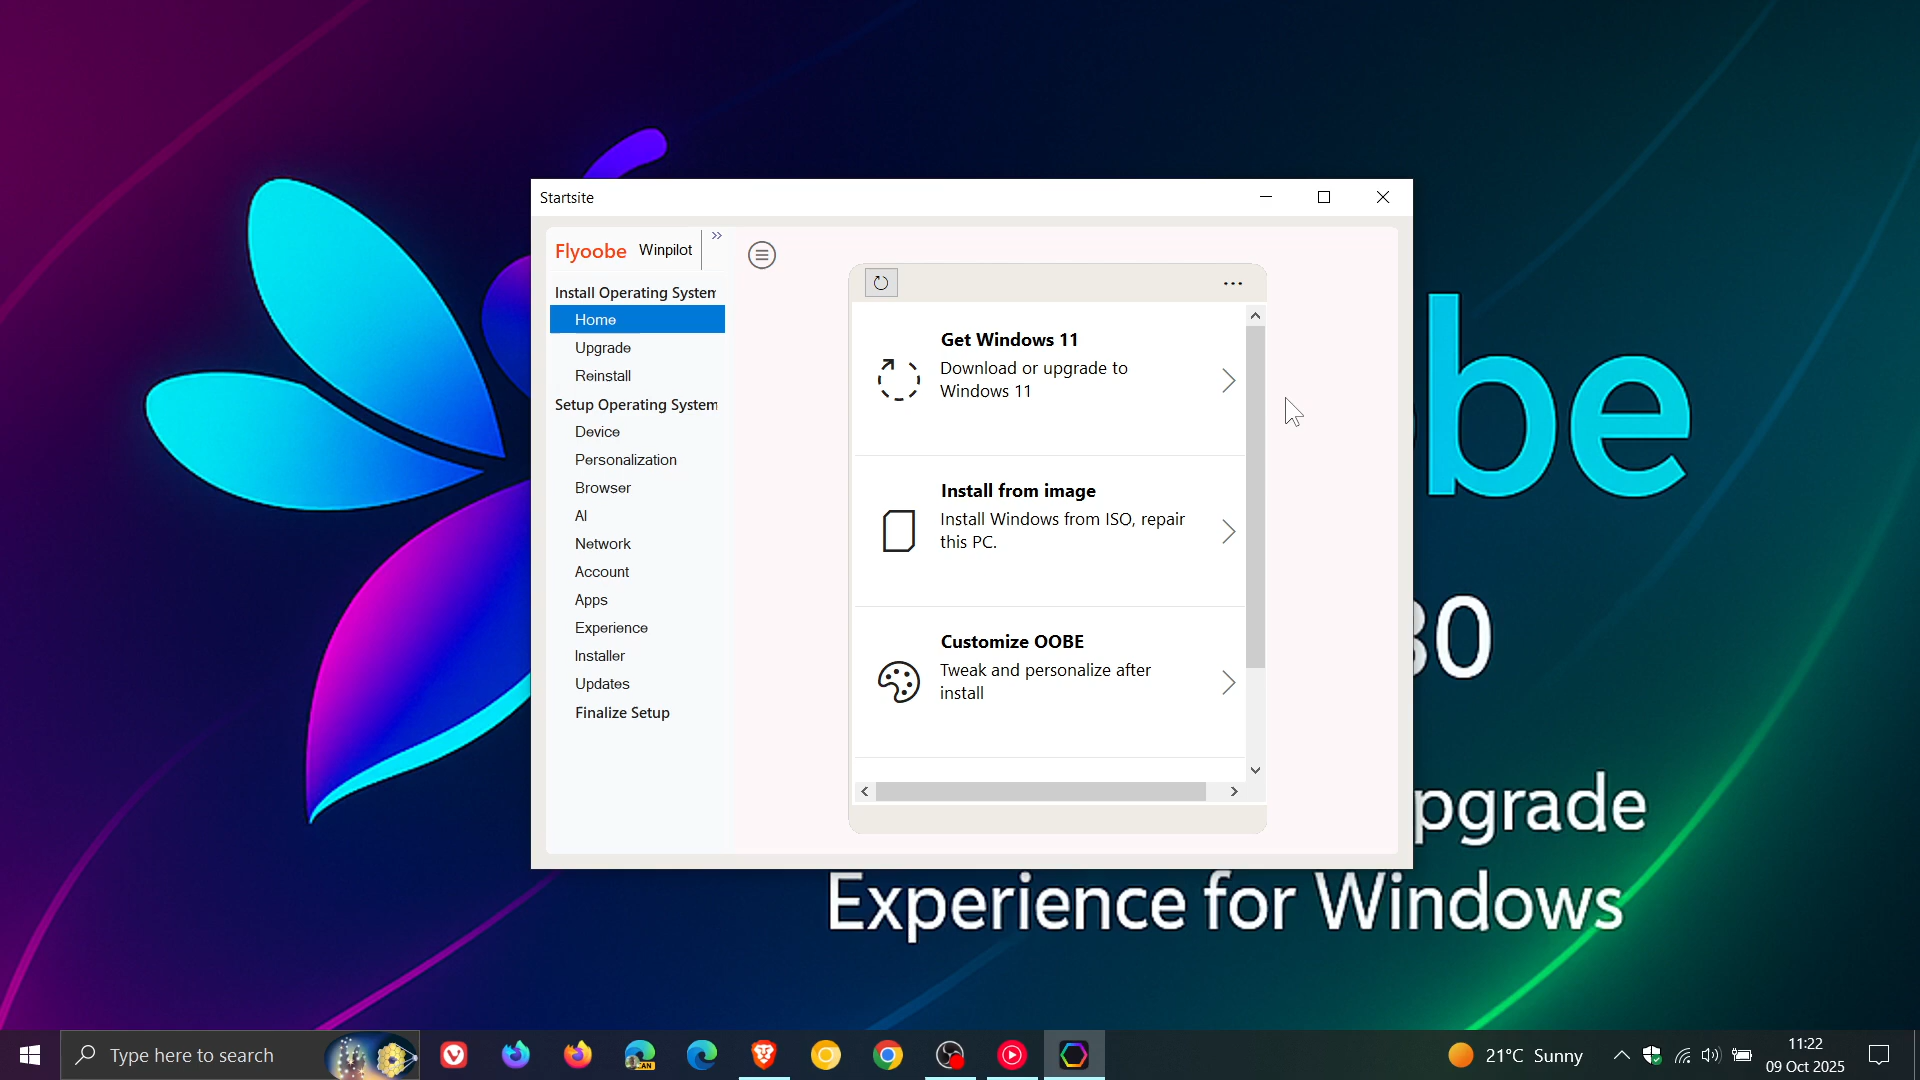 Startsite
Flyoobe
Winpilot
Install Operating System
Home
Upgrade
Reinstall
Setup Operating System
Device
Personalization
Browser
AI
Network
Account
Apps
Experience
Installer
Updates
Finalize Setup
Get Windows 11
Download or upgrade to
Windows 11
Install from image
Install Windows from ISO, repair
this PC.
Customize OOBE
Tweak and personalize after
install
be
30
pgrade
Experience for Windows
Type here to search
21°C Sunny
11:22
09 Oct 2025